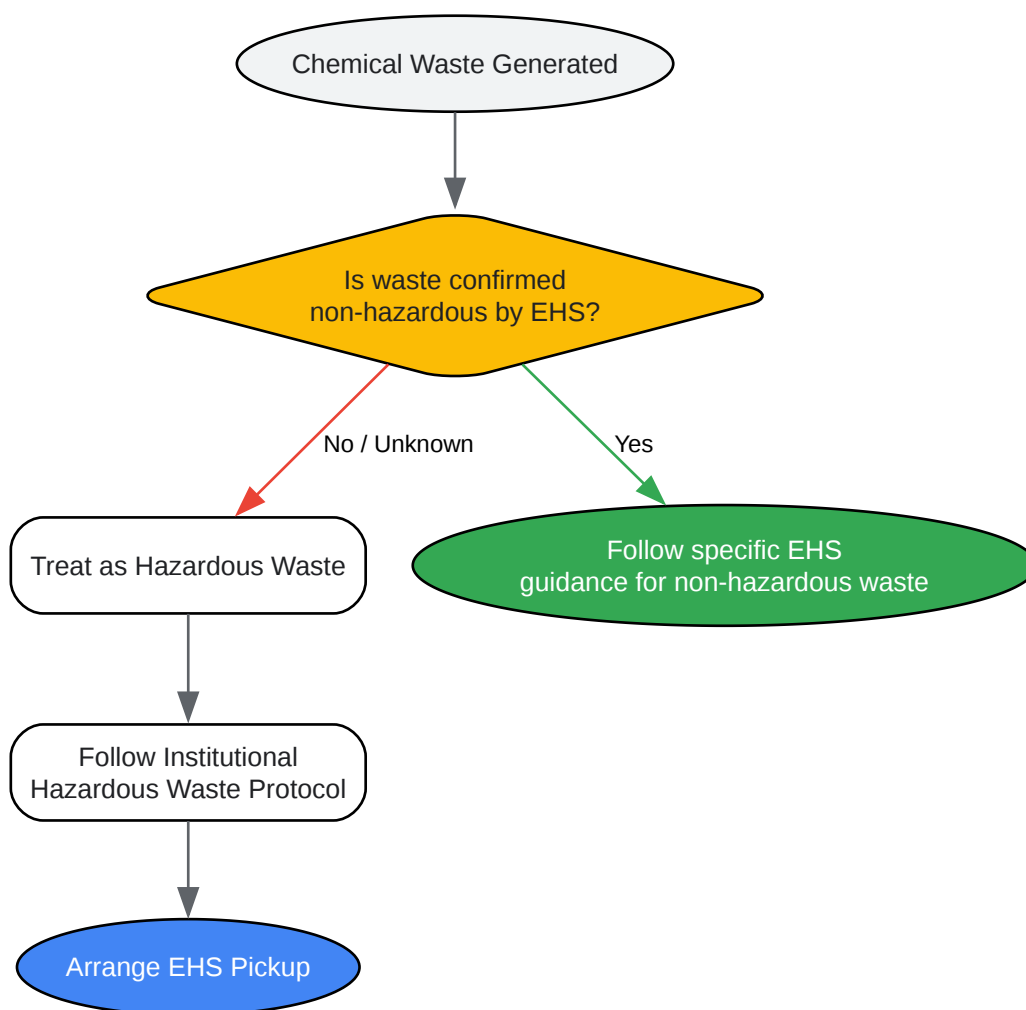 Chemical Waste Generated
Is waste confirmed
non-hazardous by EHS?
No / Unknown
Yes
Treat as Hazardous Waste
Follow specific EHS
guidance for non-hazardous waste
Follow Institutional
Hazardous Waste Protocol
Arrange EHS Pickup